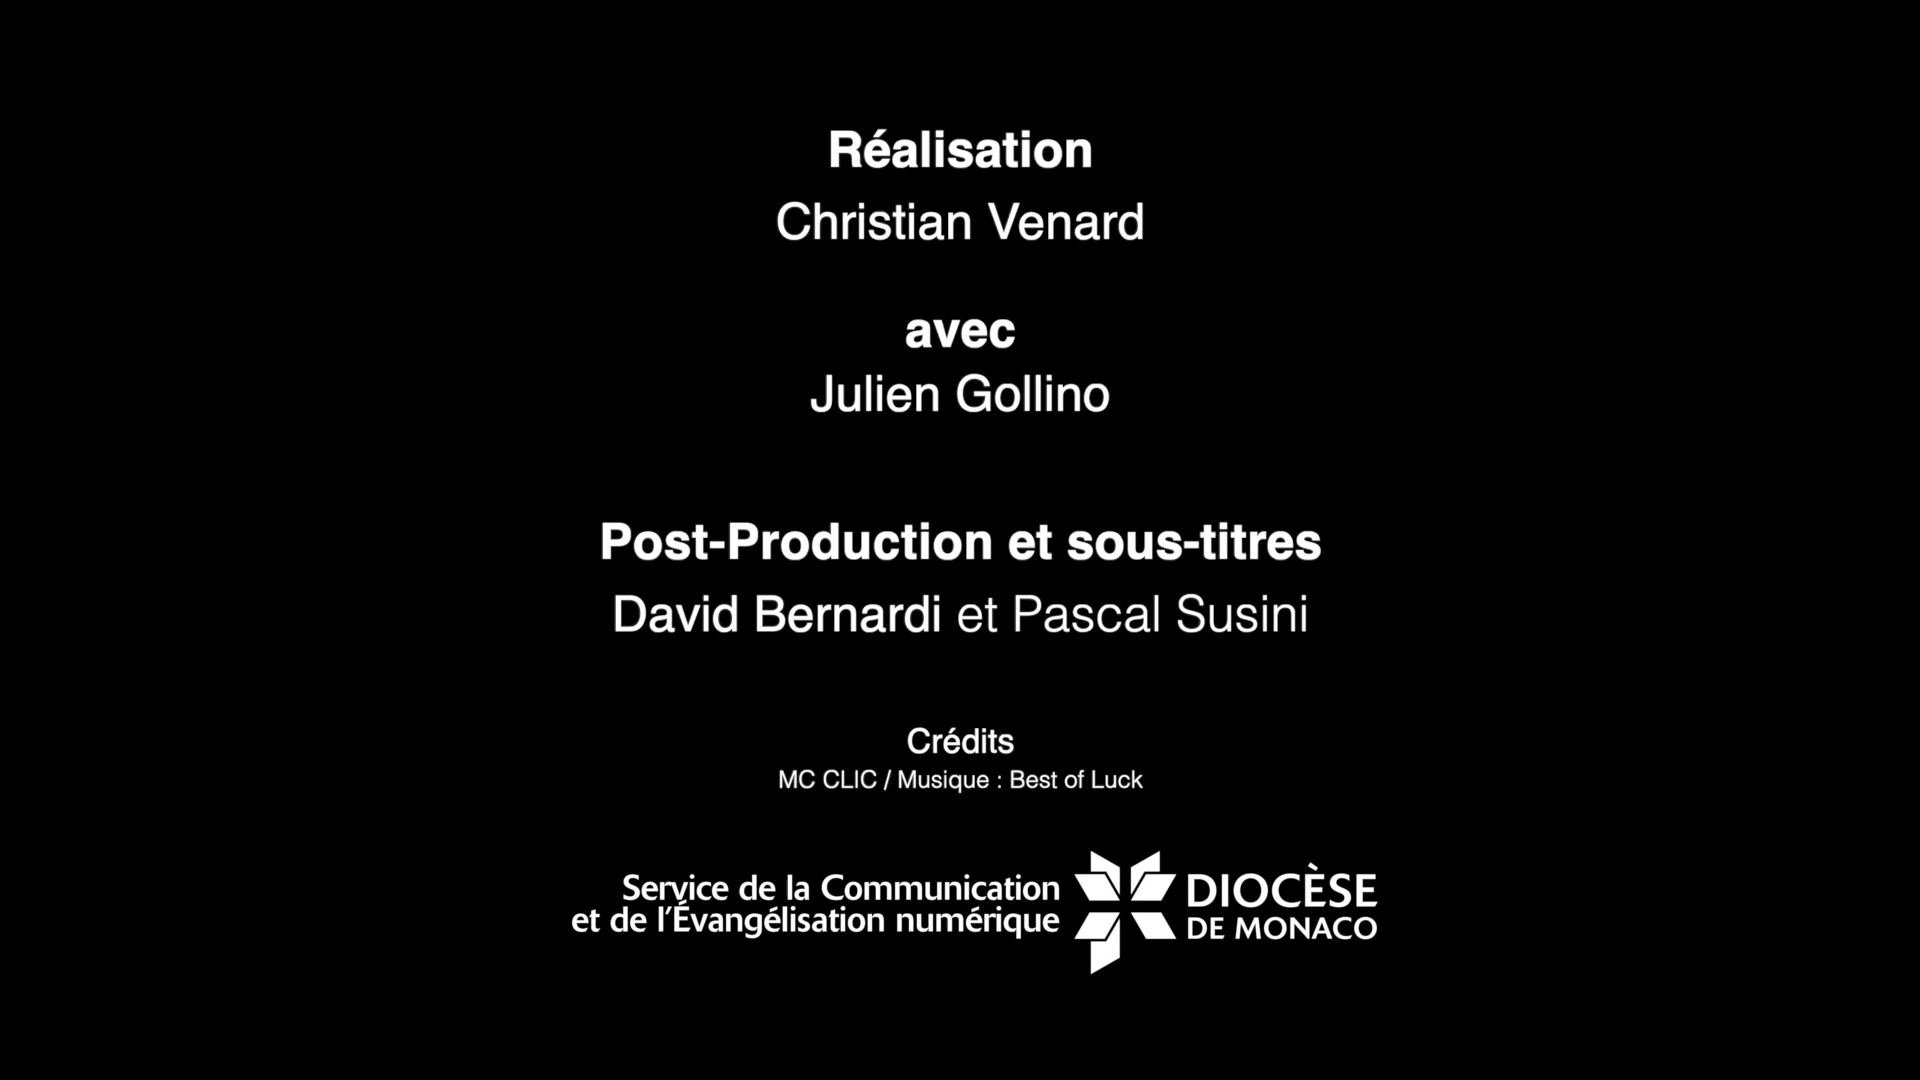 Réalisation
Christian Venard
avec
Julien Gollino
Post-Production et sous-titres
David Bernardi et Pascal Susini
Crédits
MC CLIC / Musique : Best of Luck
Service de la Communication
et de l'Évangélisation numérique
DIOCÈSE
DE MONACO